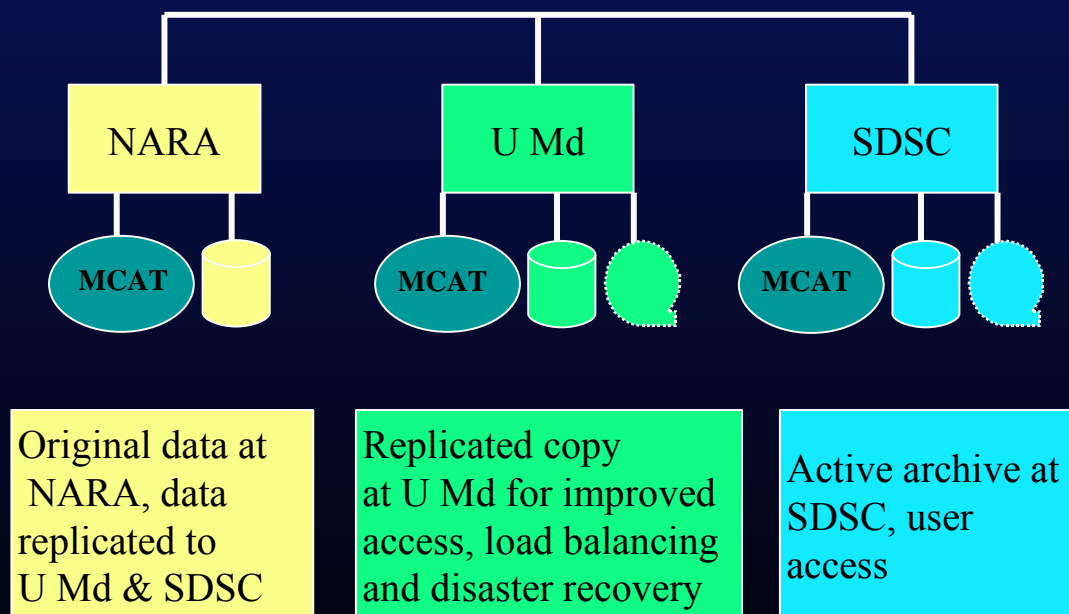 NARA
U Md
SDSC
MCAT
MCAT
MCAT
Original data at
NARA, data
replicated to
U Md & SDSC
Replicated copy
at U Md for improved
access, load balancing
and disaster recovery
Active archive at
SDSC, user
access